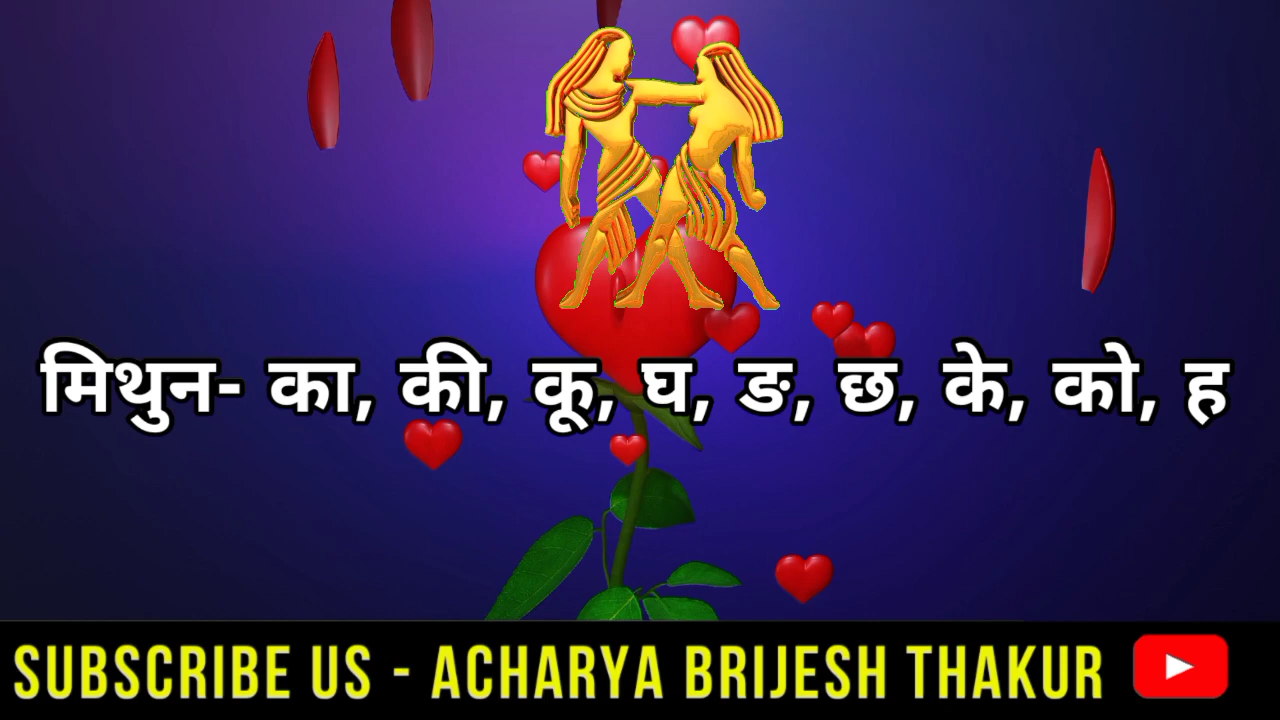 मिथुन- का, की, कू, घ, ङ, छ, के, को, ह
SUBSCRIBE US - ACHARYA BRIJESH THAKUR